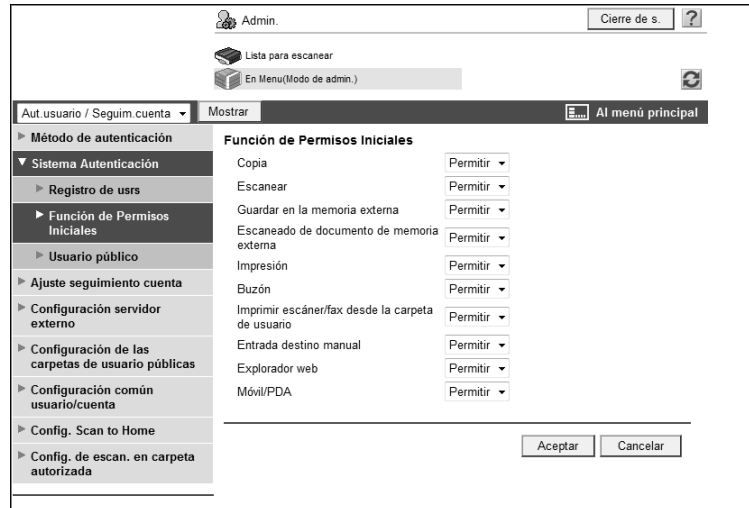 Admin.
Cierre de s.
?
Lista para escanear
En Menu(Modo de admin.)
Aut.usuario / Seguim.cuenta
Mostrar
Al menú principal
Método de autenticación
Sistema Autenticación
Registro de usrs
Función de Permisos
Iniciales
Usuario público
Ajuste seguimiento cuenta
Configuración servidor
externo
Configuración de las
carpetas de usuario públicas
Configuración común
usuario/cuenta
Config. Scan to Home
Config. de escan. en carpeta
autorizada
Función de Permisos Iniciales
Copia Permitir
Escanear Permitir
Guardar en la memoria externa Permitir
Escaneado de documento de memoria
externa Permitir
Impresión Permitir
Buzón Permitir
Imprimir escáner/fax desde la carpeta
de usuario Permitir
Entrada destino manual Permitir
Explorador web Permitir
Móvil/PDA Permitir
Aceptar
Cancelar